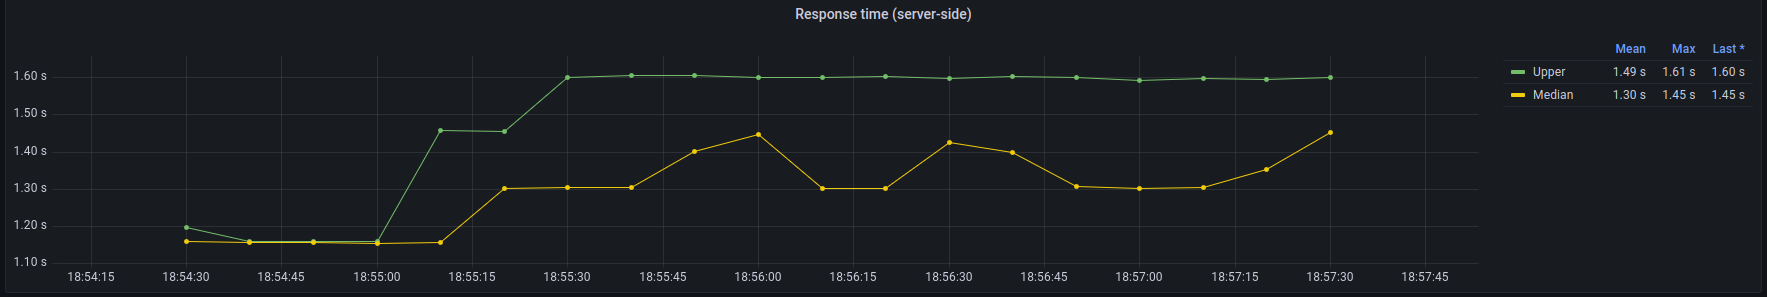 Response time (server-side)
Mean Max Last *
Upper 1.49 s 1.61 s 1.60 s
Median 1.30 s 1.45 s 1.45 s
1.60 s
1.50 s
1.40 s
1.30 s
1.20 s
1.10 s
18:54:15 18:54:30 18:54:45 18:55:00 18:55:15 18:55:30 18:55:45 18:56:00 18:56:15 18:56:30 18:56:45 18:57:00 18:57:15 18:57:30 18:57:45